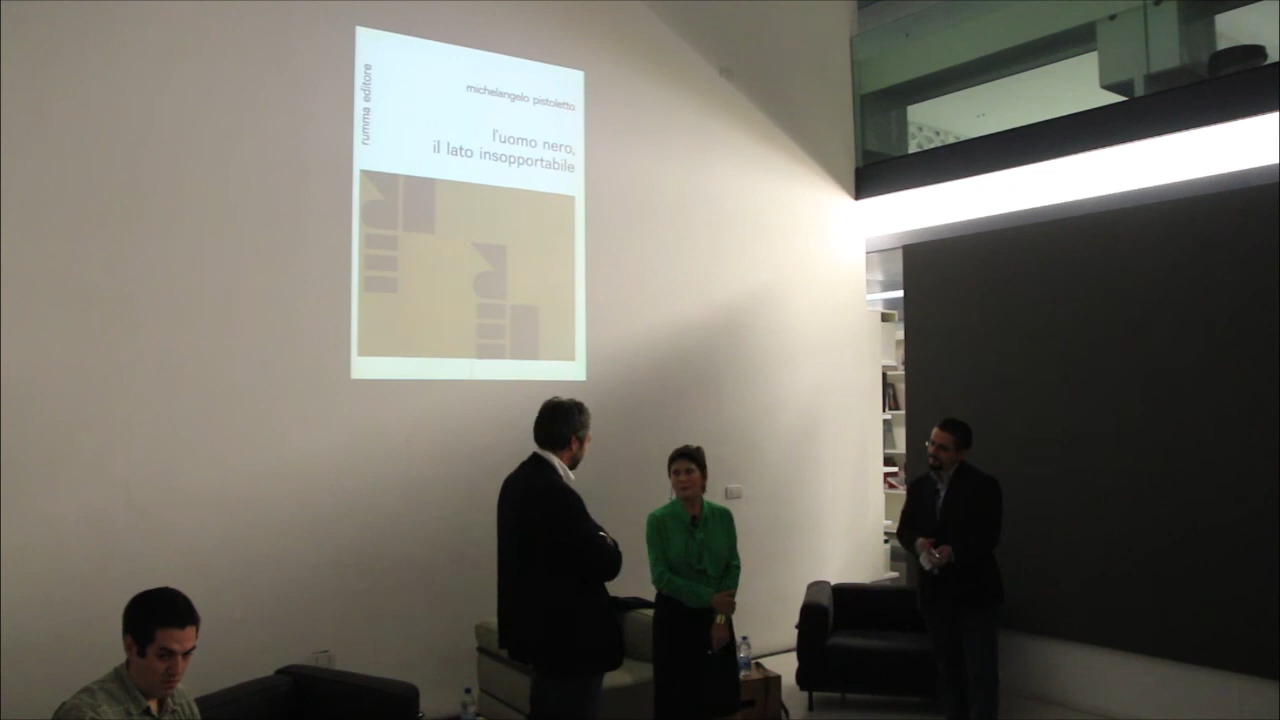 rumma editore
michelangelo pistoletto
l'uomo nero,
il lato insopportabile